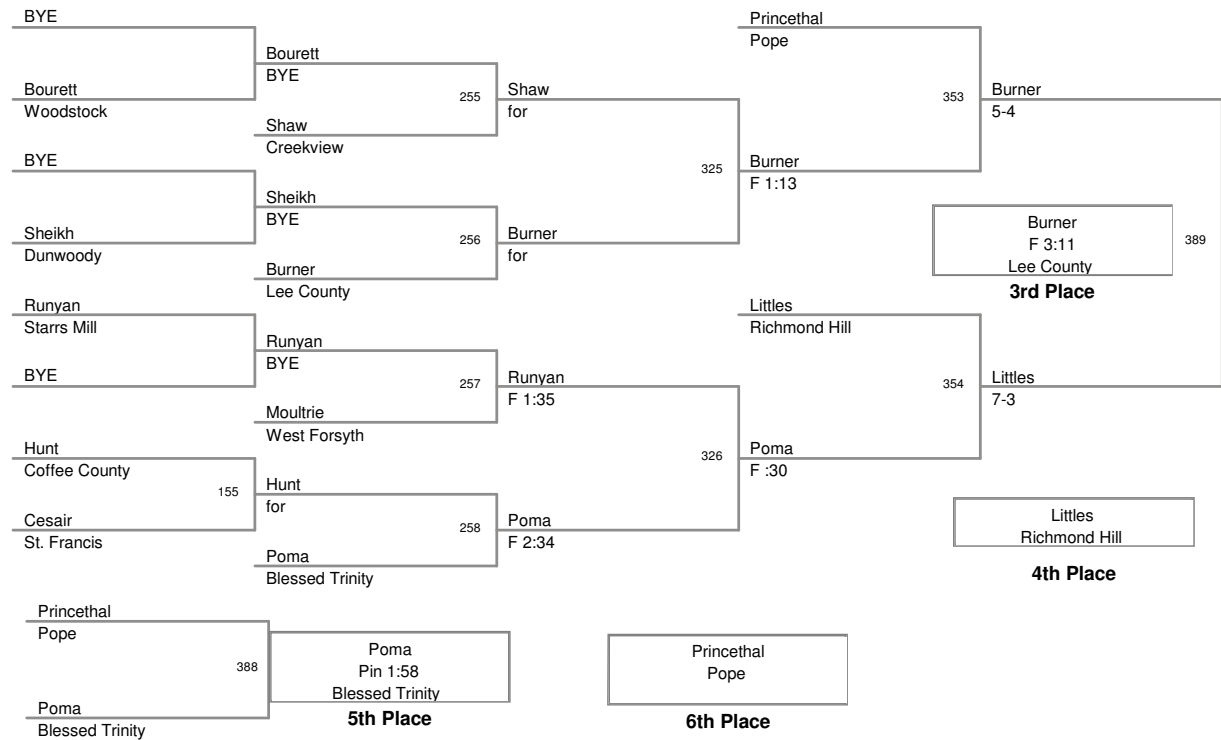 BYE
Bourett
Woodstock
BYE
Sheikh
Dunwoody
Runyan
Starrs Mill
BYE
Hunt
Coffee County
155
Cesair
St. Francis
Bourett
BYE
255
Shaw
Creekview
Sheikh
BYE
256
Burner
Lee County
Runyan
BYE
257
Moultrie
West Forsyth
Hunt
for
258
Poma
Blessed Trinity
Shaw
for
325
Burner
for
Runyan
F 1:35
326
Poma
F 2:34
Princethal
Pope
353
Burner
F 1:13
Littles
Richmond Hill
354
Poma
F :30
Burner
5-4
389
Littles
7-3
Burner
F 3:11
Lee County
3rd Place
Littles
Richmond Hill
4th Place
Princethal
Pope
388
Poma
Blessed Trinity
Poma
Pin 1:58
Blessed Trinity
5th Place
Princethal
Pope
6th Place